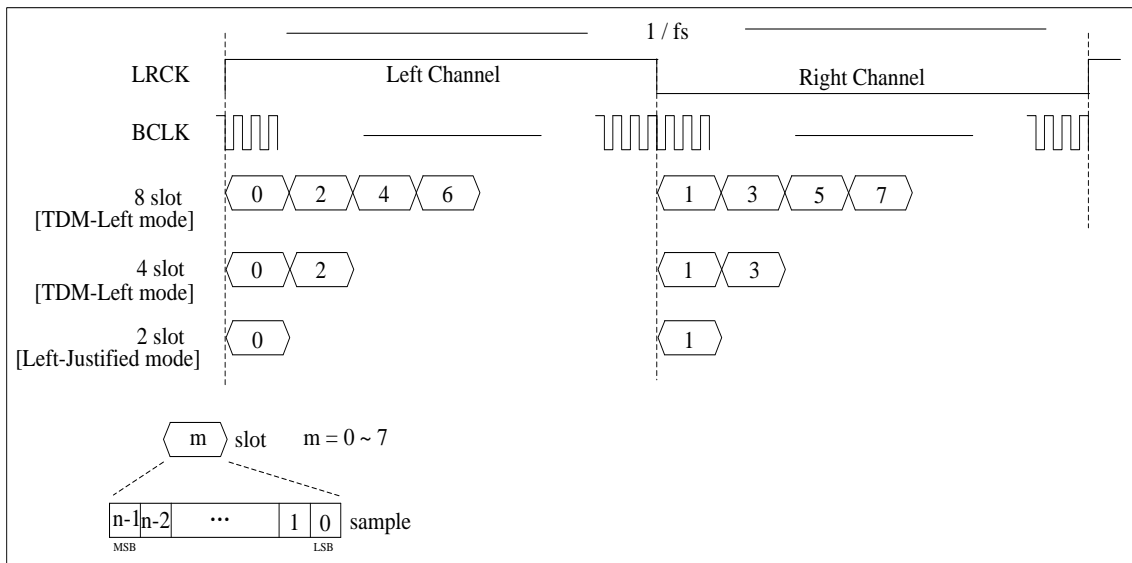 1 / fs
LRCK
Left Channel
Right Channel
BCLK
8 slot
[TDM-Left mode]
0 2 4 6
1 3 5 7
4 slot
[TDM-Left mode]
0 2
1 3
2 slot
[Left-Justified mode]
0
1
m slot m = 0 ~ 7
n-1 n-2 ... 1 0 sample
MSB LSB